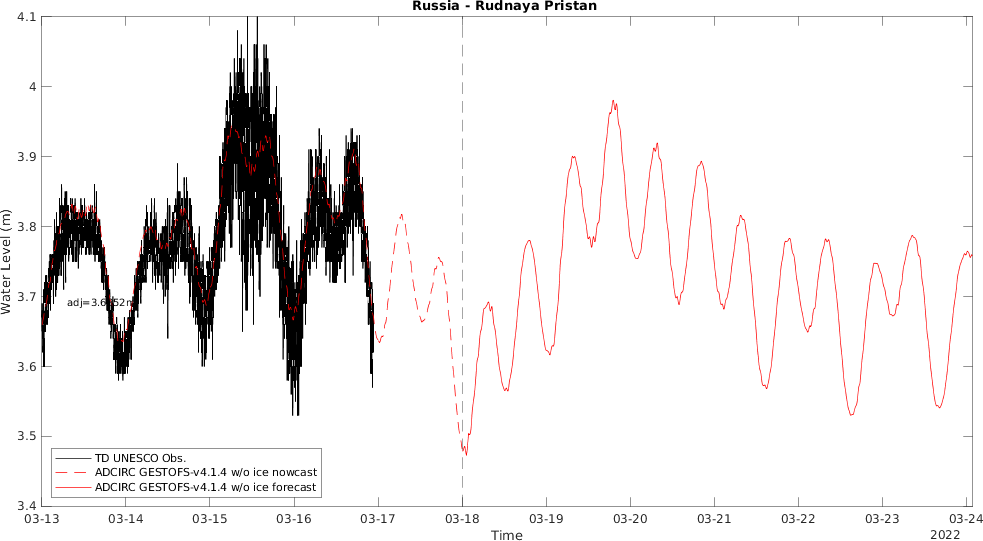 Russia - Rudnaya Pristan
4.1
4
3.9
3.8
3.7
3.6
3.5
3.4
Water Level (m)
TD UNESCO Obs.
ADCIRC GESTOFS-v4.1.4 w/o ice nowcast
ADCIRC GESTOFS-v4.1.4 w/o ice forecast
03-13 03-14 03-15 03-16 03-17 03-18 03-19 03-20 03-21 03-22 03-23 03-24
Time
2022